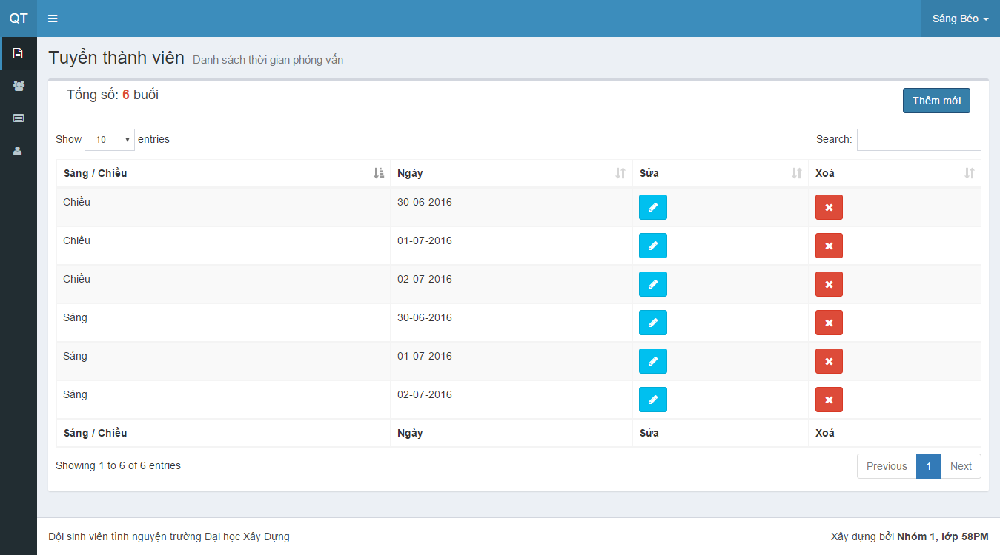 QT
Sáng Béo
Tuyển thành viên Danh sách thời gian phỏng vấn
Tổng số: 6 buổi
Thêm mới
Show 10 entries Search:
Sáng / Chiều Ngày Sửa Xoá
Chiều 30-06-2016
Chiều 01-07-2016
Chiều 02-07-2016
Sáng 30-06-2016
Sáng 01-07-2016
Sáng 02-07-2016
Sáng / Chiều Ngày Sửa Xoá
Showing 1 to 6 of 6 entries Previous 1 Next
Đội sinh viên tình nguyện trường Đại học Xây Dựng Xây dựng bởi Nhóm 1, lớp 58PM